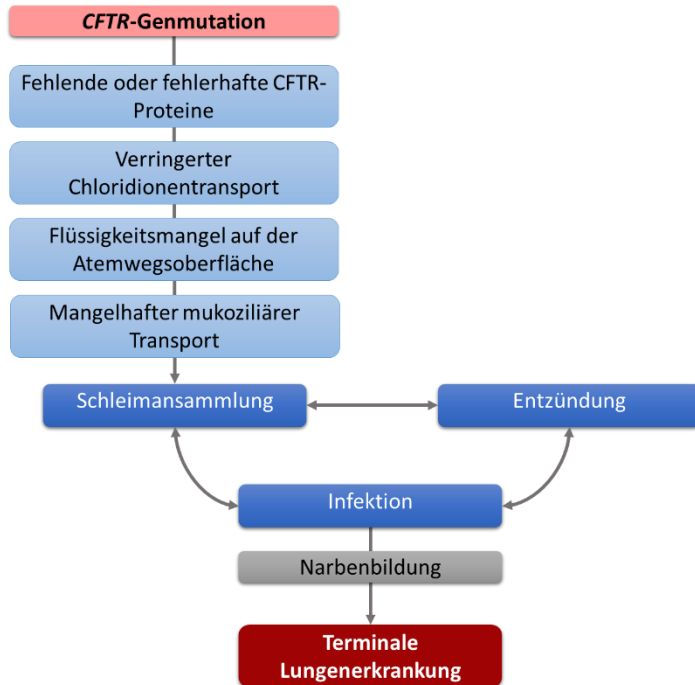 CFTR-Genmutation
Fehlende oder fehlerhafte CFTR-
Proteine
Verringerter
Chloridionentransport
Flüssigkeitsmangel auf der
Atemwegsoberfläche
Mangelhafter mukoziliärer
Transport
Schleimansammlung
Entzündung
Infektion
Narbenbildung
Terminale
Lungenerkrankung